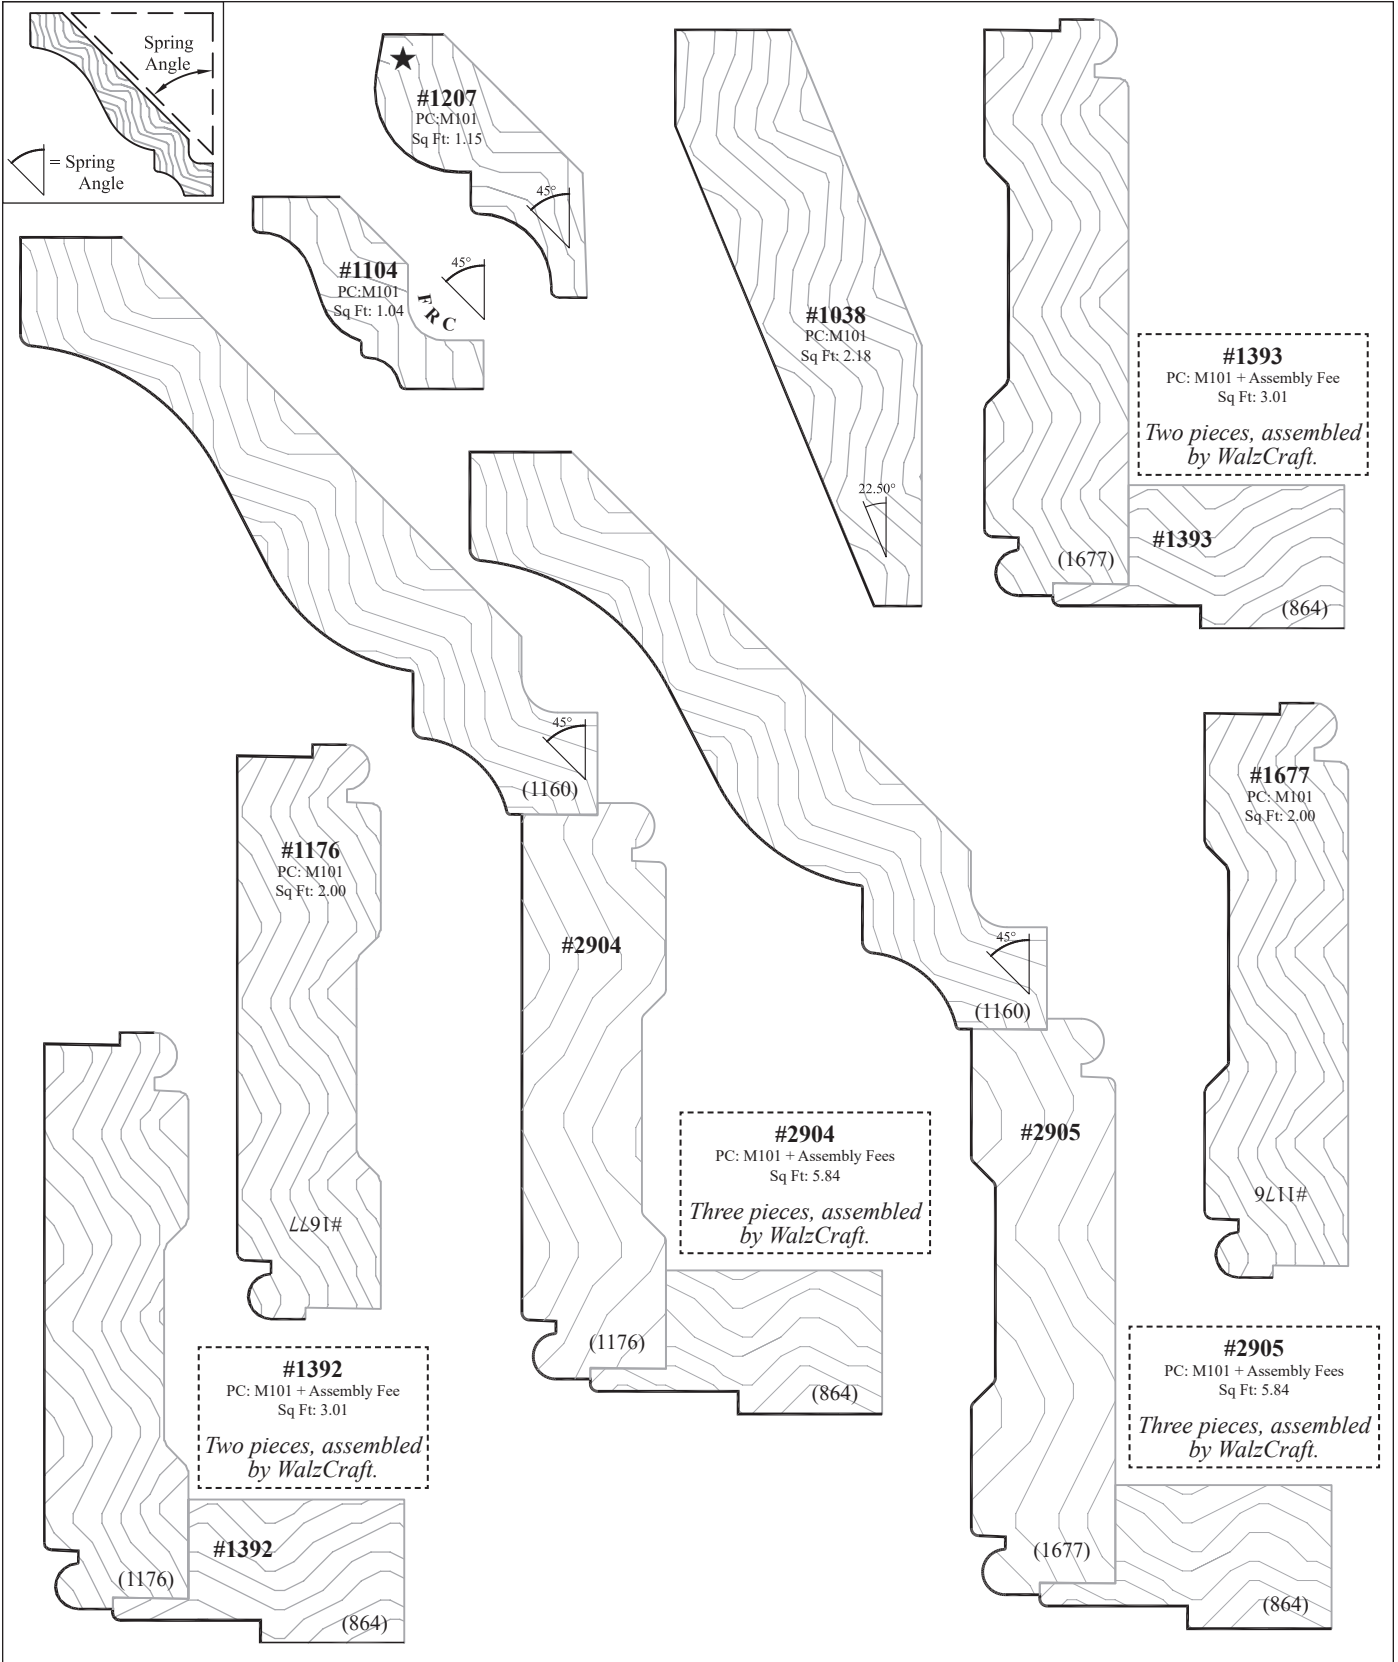 Spring
Angle
= Spring
Angle
★
#1207
PC:M101
Sq Ft: 1.15
45°
#1104
PC:M101
Sq Ft: 1.04
45°
FRC
#1038
PC:M101
Sq Ft: 2.18
22.50°
#1393
PC: M101 + Assembly Fee
Sq Ft: 3.01
Two pieces, assembled
by WalzCraft.
#1393
(1677)
(864)
45°
(1160)
#1176
PC: M101
Sq Ft: 2.00
#1677
#2904
#2904
PC: M101 + Assembly Fees
Sq Ft: 5.84
Three pieces, assembled
by WalzCraft.
(1176)
(864)
45°
(1160)
#2905
#1677
PC: M101
Sq Ft: 2.00
#1176
#2905
PC: M101 + Assembly Fees
Sq Ft: 5.84
Three pieces, assembled
by WalzCraft.
(1677)
(864)
#1392
PC: M101 + Assembly Fee
Sq Ft: 3.01
Two pieces, assembled
by WalzCraft.
#1392
(1176)
(864)